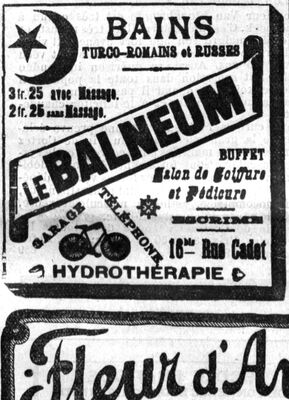 BAINS
TURCO-ROMAINS et RUSSES
3 fr. 25 avec Massage.
2 fr. 25 sans Massage.
LE BALNEUM
BUFFET
Salon de Coiffure
et Pédicure
GARAGE
TÉLÉPHONE
ESCRIME
16bis Rue Cadet
HYDROTHÉRAPIE
Fleur d'